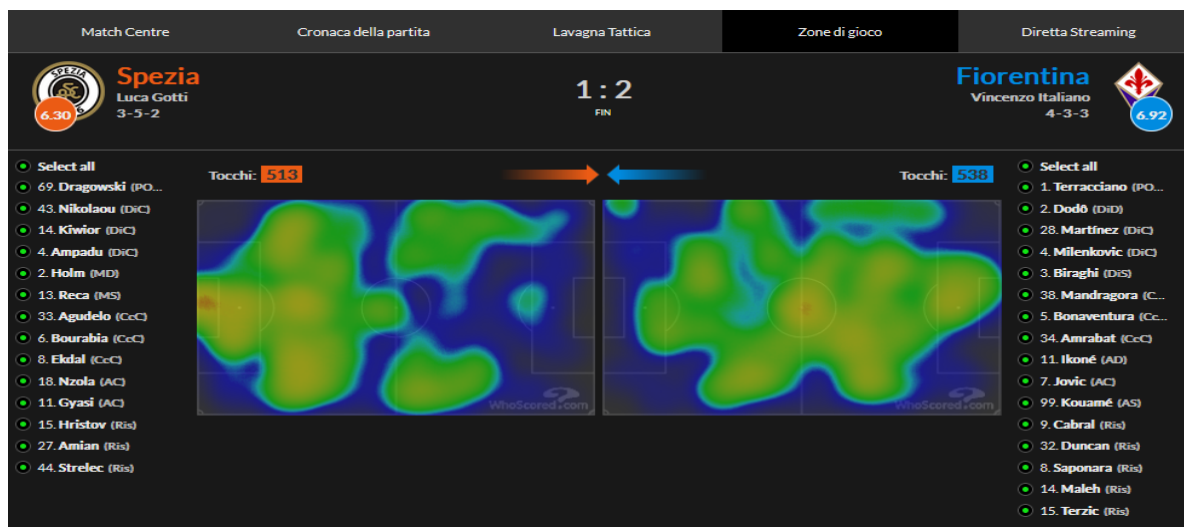 Match Centre
Cronaca della partita
Lavagna Tattica
Zone di gioco
Diretta Streaming
SPEZIA
6.30
Spezia
Luca Gotti
3-5-2
1 : 2
FIN
Fiorentina
Vincenzo Italiano
4-3-3
6.92
Select all
69. Dragowski (PO...
43. Nikolaou (DiC)
14. Kiwior (DiC)
4. Ampadu (DiC)
2. Holm (MD)
13. Reca (MS)
33. Agudelo (CcC)
6. Bourabia (CcC)
8. Ekdal (CcC)
18. Nzola (AC)
11. Gyasi (AC)
15. Hristov (Ris)
27. Amian (Ris)
44. Strelec (Ris)
Tocchi: 513
Tocchi: 538
WhoScored.com
WhoScored.com
Select all
1. Terracciano (PO...
2. Dodô (DiD)
28. Martínez (DiC)
4. Milenkovic (DiC)
3. Biraghi (DiS)
38. Mandragora (C...
5. Bonaventura (Cc...
34. Amrabat (CcC)
11. Ikoné (AD)
7. Jovic (AC)
99. Kouamé (AS)
9. Cabral (Ris)
32. Duncan (Ris)
8. Saponara (Ris)
14. Maleh (Ris)
15. Terzic (Ris)